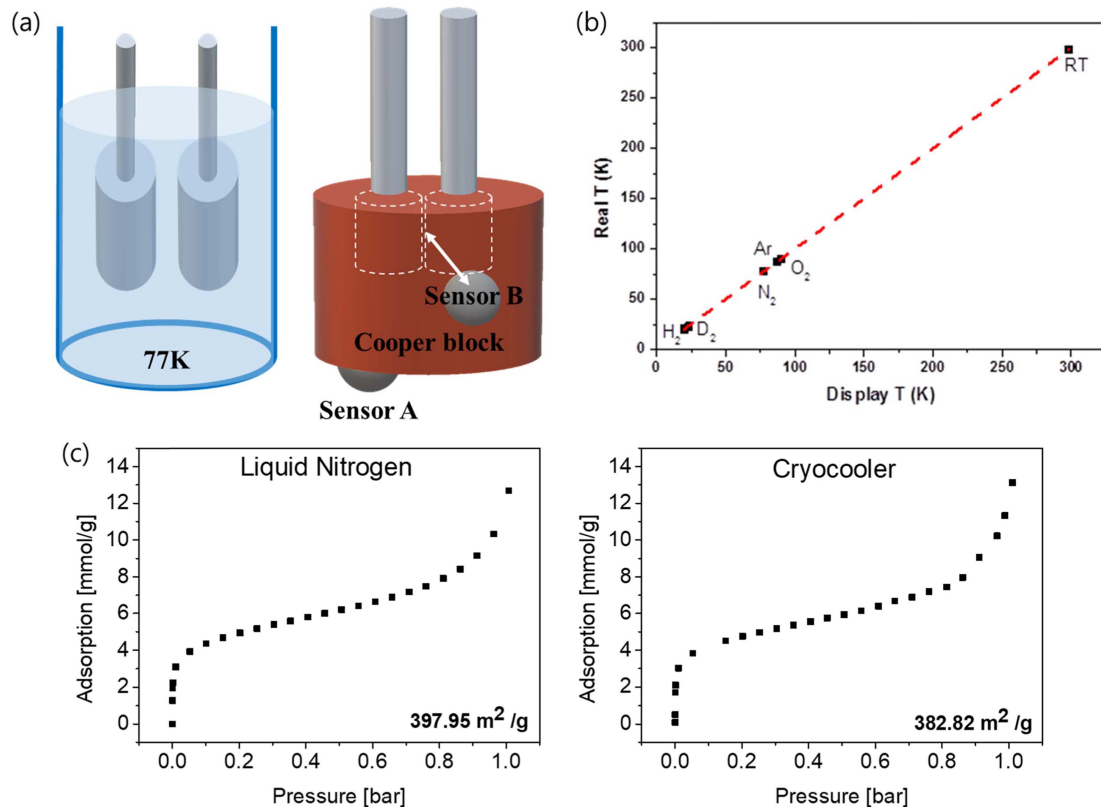 (a)
77K
Sensor B
Cooper block
Sensor A
(b)
Real T (K)
300
250
200
150
100
50
0
RT
Ar
O2
N2
H2
D2
0 50 100 150 200 250 300
Display T (K)
(c)
Liquid Nitrogen
Adsorption [mmol/g]
14
12
10
8
6
4
2
0
397.95 m2 /g
0.0 0.2 0.4 0.6 0.8 1.0
Pressure [bar]
Cryocooler
Adsorption [mmol/g]
14
12
10
8
6
4
2
0
382.82 m2 /g
0.0 0.2 0.4 0.6 0.8 1.0
Pressure [bar]